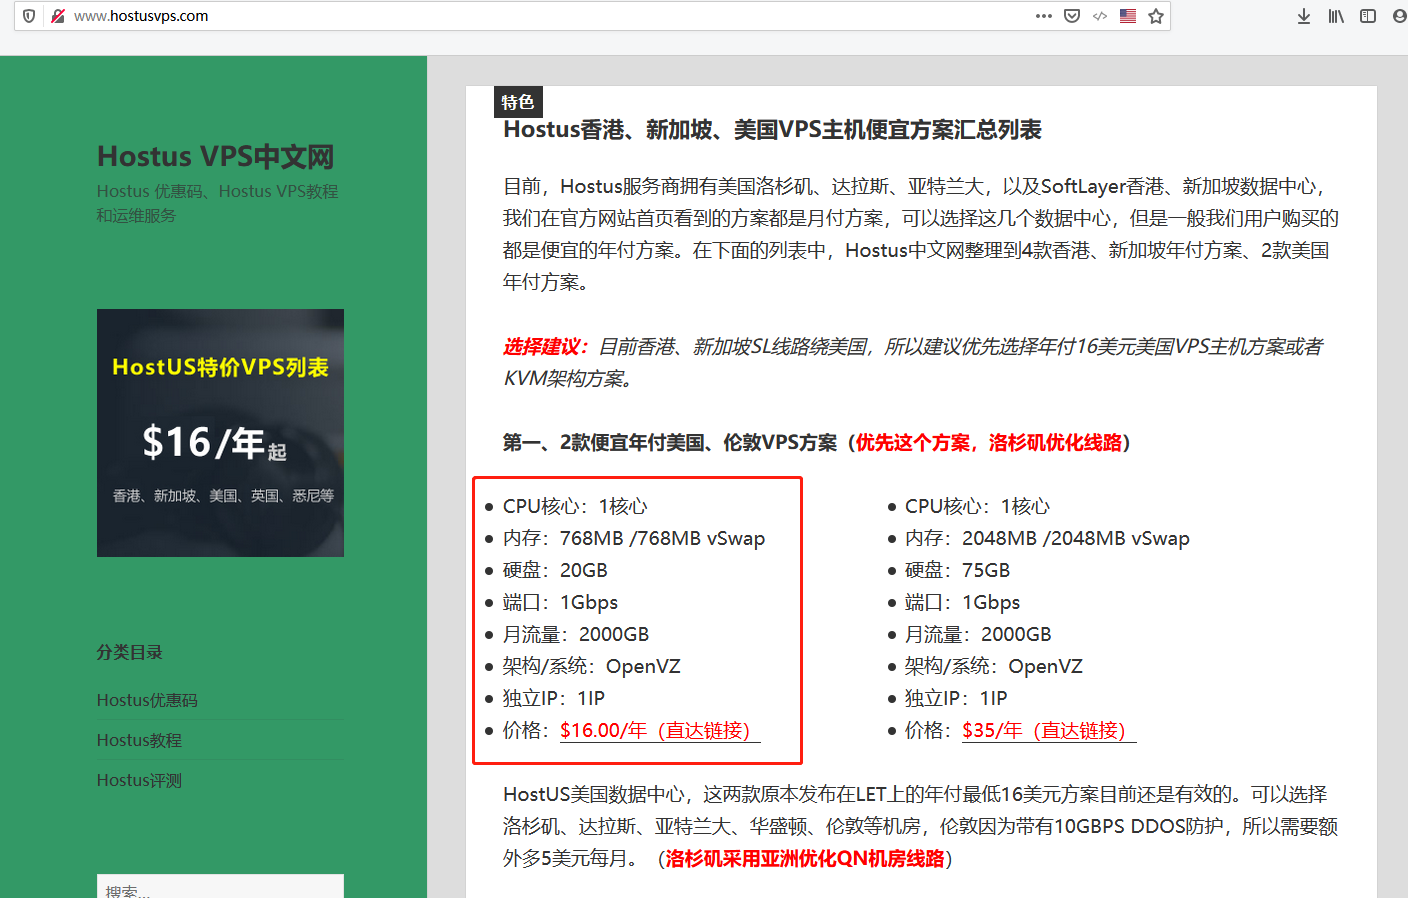 www.hostusvps.com
Hostus VPS中文网
Hostus 优惠码、Hostus VPS教程
和运维服务
HostUS特价VPS列表
$16/年起
香港、新加坡、美国、英国、悉尼等
分类目录
Hostus优惠码
Hostus教程
Hostus评测
搜索...
特色
Hostus香港、新加坡、美国VPS主机便宜方案汇总列表
目前，Hostus服务商拥有美国洛杉矶、达拉斯、亚特兰大，以及SoftLayer香港、新加坡数据中心，
我们在官方网站首页看到的方案都是月付方案，可以选择这几个数据中心，但是一般我们用户购买的
都是便宜的年付方案。在下面的列表中，Hostus中文网整理到4款香港、新加坡年付方案、2款美国
年付方案。
选择建议：目前香港、新加坡SL线路绕美国，所以建议优先选择年付16美元美国VPS主机方案或者
KVM架构方案。
第一、2款便宜年付美国、伦敦VPS方案（优先这个方案，洛杉矶优化线路）
CPU核心：1核心
内存：768MB /768MB vSwap
硬盘：20GB
端口：1Gbps
月流量：2000GB
架构/系统：OpenVZ
独立IP：1IP
价格：$16.00/年（直达链接）
CPU核心：1核心
内存：2048MB /2048MB vSwap
硬盘：75GB
端口：1Gbps
月流量：2000GB
架构/系统：OpenVZ
独立IP：1IP
价格：$35/年（直达链接）
HostUS美国数据中心，这两款原本发布在LET上的年付最低16美元方案目前还是有效的。可以选择
洛杉矶、达拉斯、亚特兰大、华盛顿、伦敦等机房，伦敦因为带有10GBPS DDOS防护，所以需要额
外多5美元每月。（洛杉矶采用亚洲优化QN机房线路）